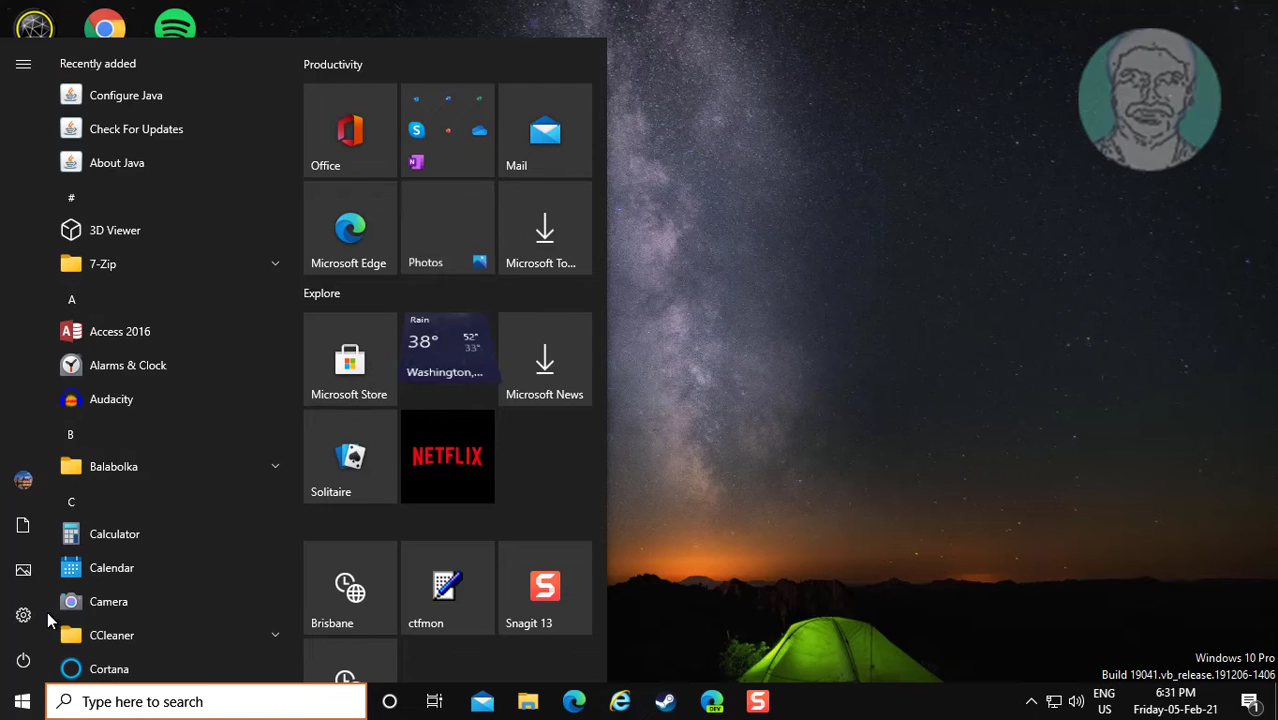 Recently added
Configure Java
Check For Updates
About Java
#
3D Viewer
7-Zip
A
Access 2016
Alarms & Clock
Audacity
B
Balabolka
C
Calculator
Calendar
Camera
CCleaner
Cortana
Productivity
Office
Mail
Microsoft Edge
Photos
Microsoft To...
Explore
Microsoft Store
Rain
38° 52°
33°
Washington,...
Microsoft News
Solitaire
NETFLIX
Brisbane
ctfmon
Snagit 13
Windows 10 Pro
Build 19041.vb_release.191206-1406
Type here to search
DEV
ENG
US
6:31 PM
Friday-05-Feb-21
1